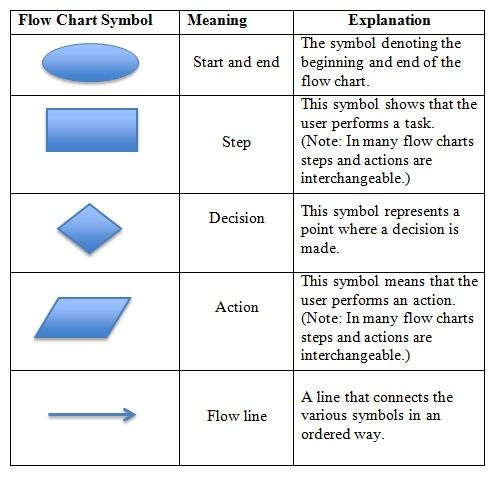 Flow Chart Symbol Meaning Explanation
Start and end
The symbol denoting the
beginning and end of the
flow chart.
Step
This symbol shows that the
user performs a task.
(Note: In many flow charts
steps and actions are
interchangeable.)
Decision
This symbol represents a
point where a decision is
made.
Action
This symbol means that the
user performs an action.
(Note: In many flow charts
steps and actions are
interchangeable.)
Flow line
A line that connects the
various symbols in an
ordered way.